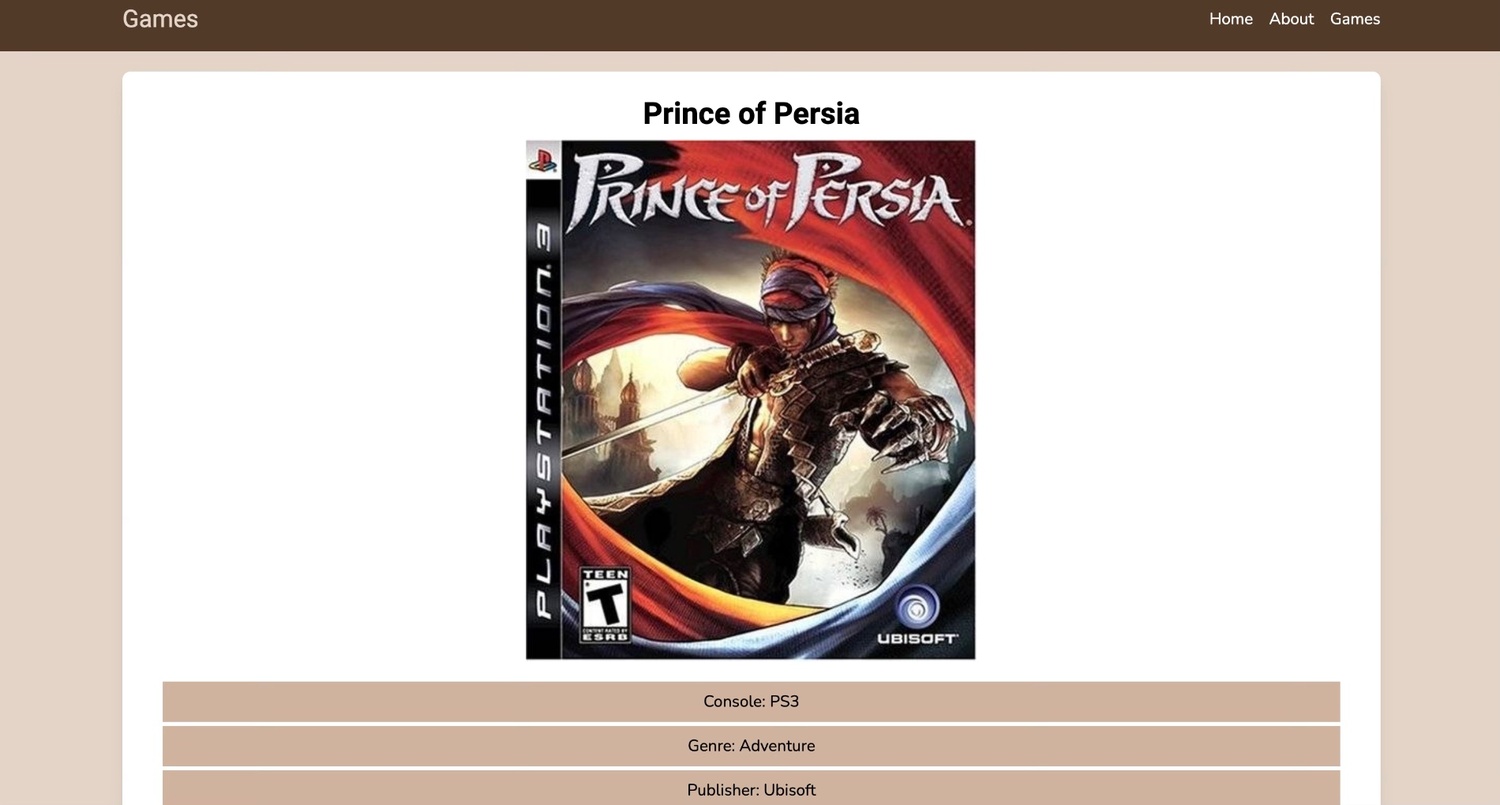 Games
Home About Games
Prince of Persia
PRINCE OF PERSIA
PLAYSTATION 3
TEEN
T
CONTENT RATED BY
ESRB
UBISOFT
Console: PS3
Genre: Adventure
Publisher: Ubisoft